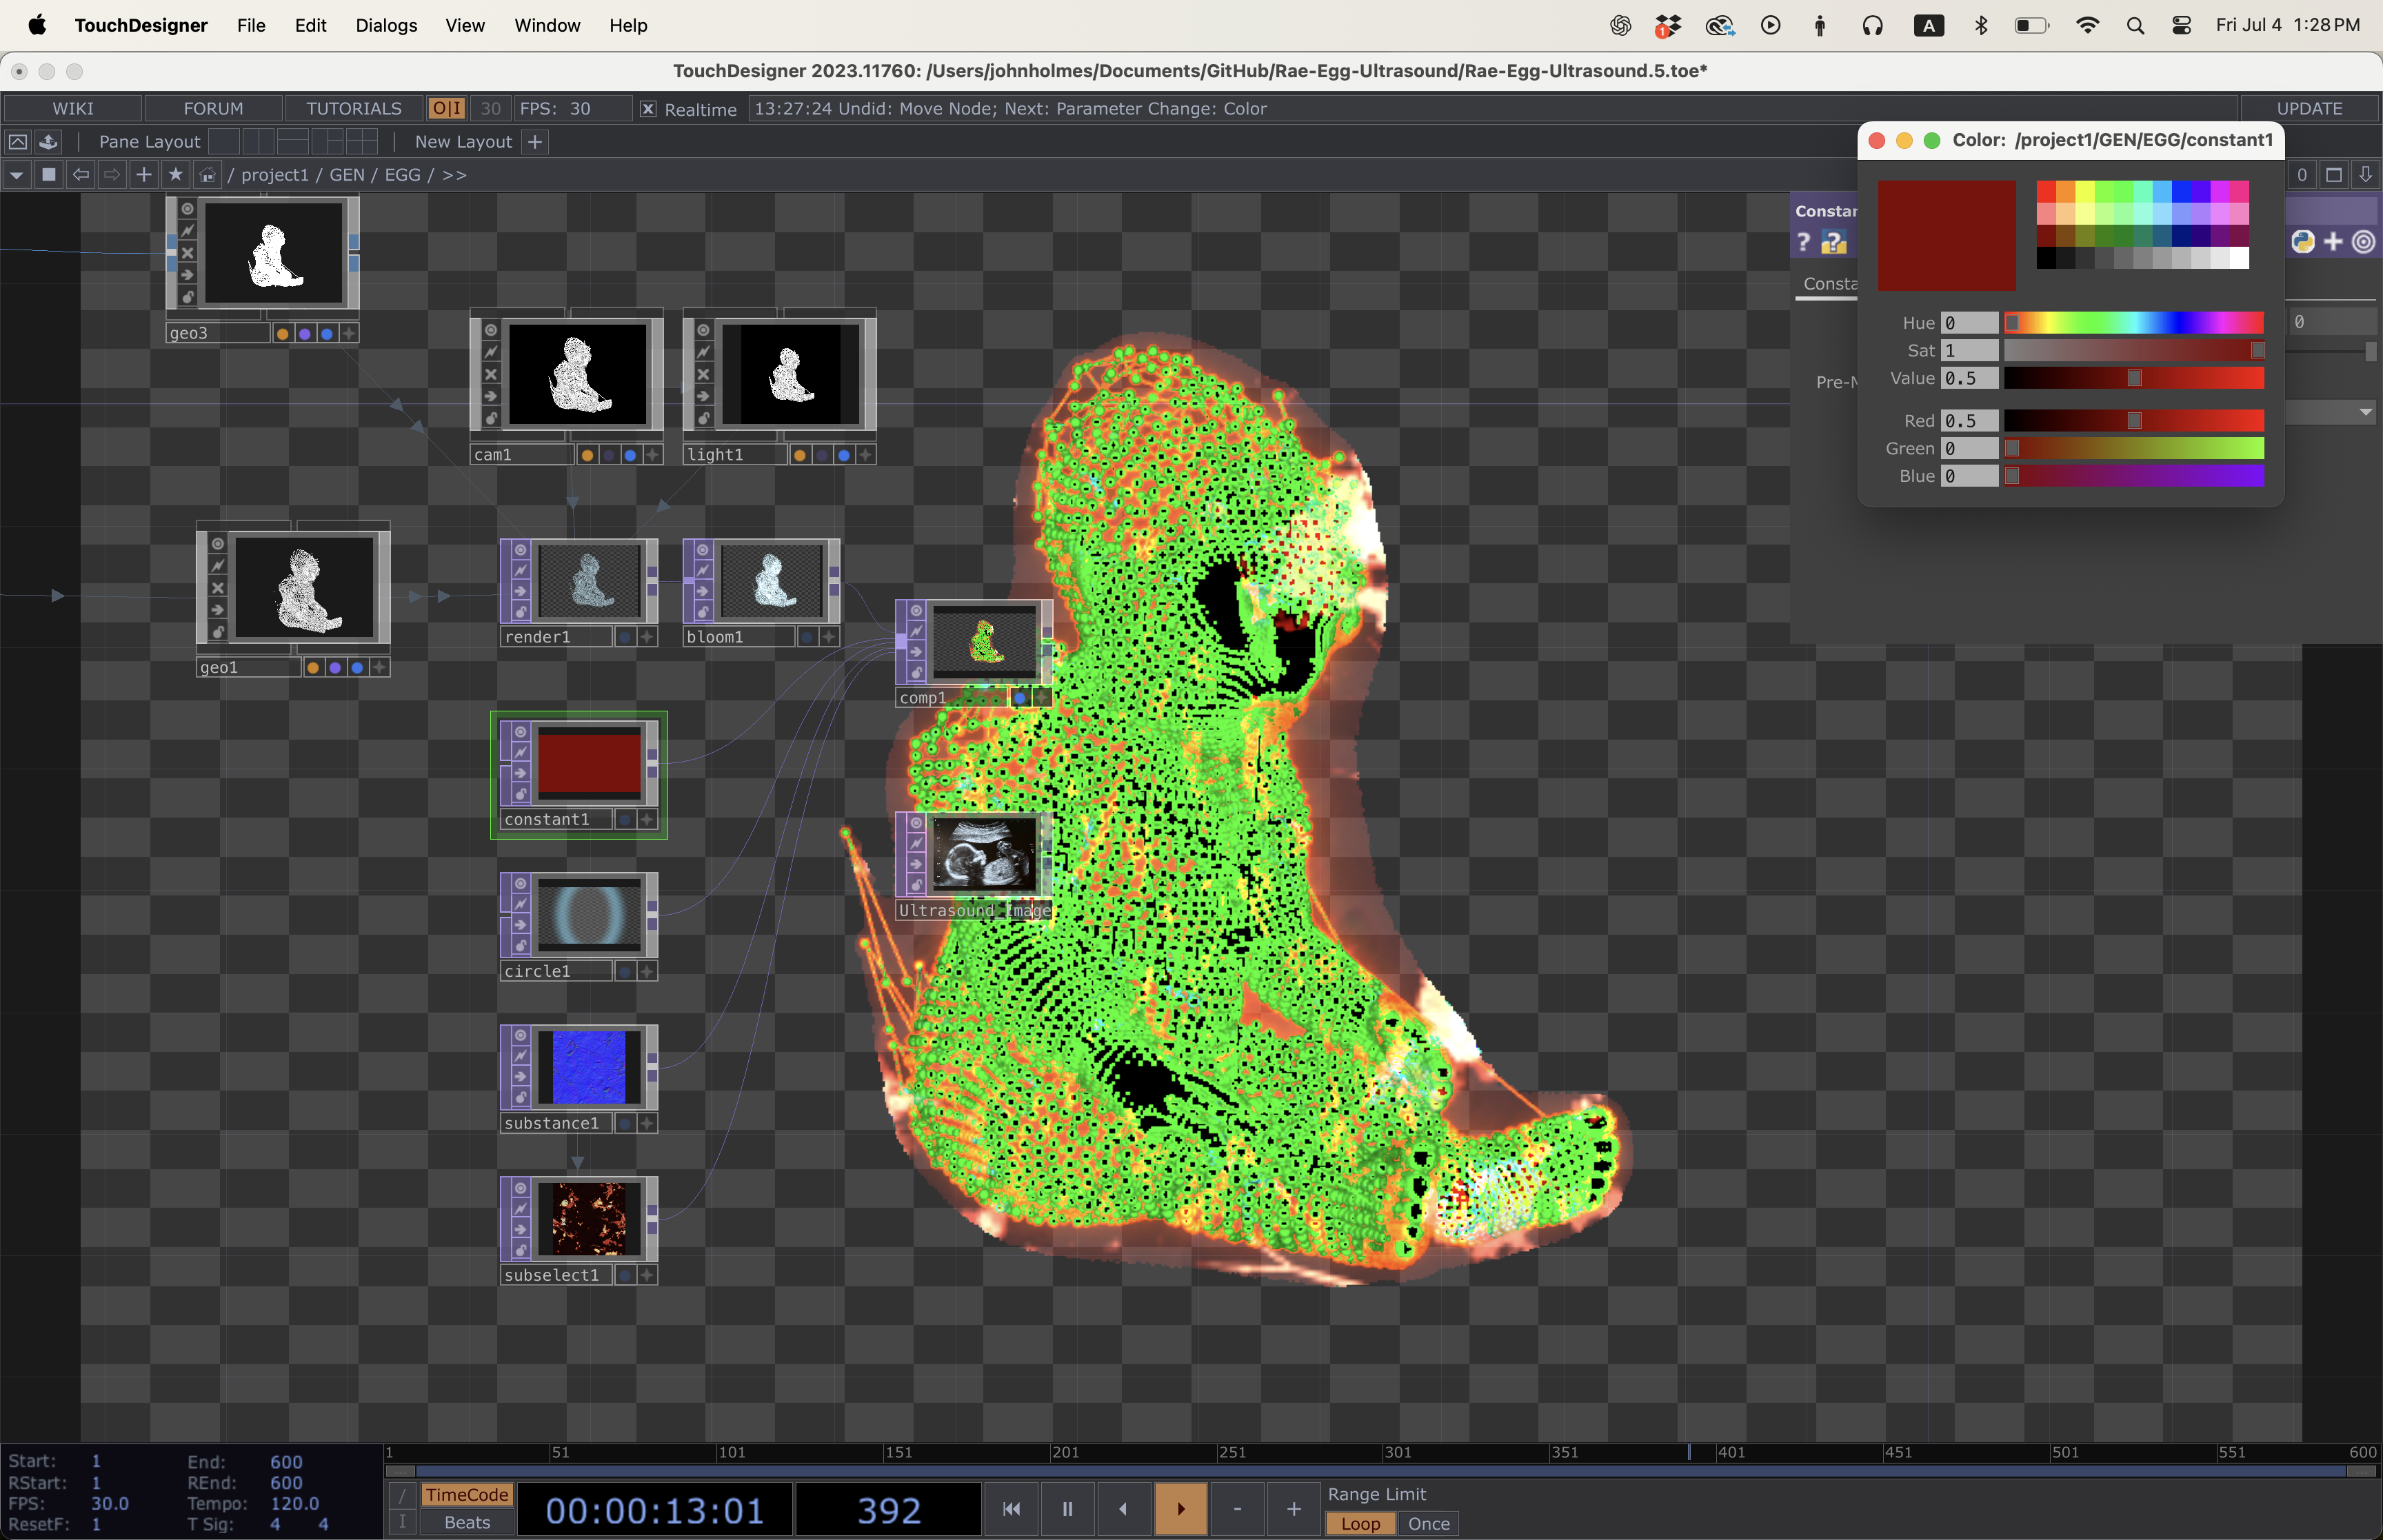 TouchDesigner File Edit Dialogs View Window Help
1 A Fri Jul 4 1:28 PM
TouchDesigner 2023.11760: /Users/johnholmes/Documents/GitHub/Rae-Egg-Ultrasound/Rae-Egg-Ultrasound.5.toe*
WIKI FORUM TUTORIALS O|I 30 FPS: 30 Realtime 13:27:24 Undid: Move Node; Next: Parameter Change: Color UPDATE
Pane Layout New Layout
/ project1 / GEN / EGG / >>
0
Color: /project1/GEN/EGG/constant1
Hue 0
Sat 1
Value 0.5
Red 0.5
Green 0
Blue 0
Constan
? ?
Consta
0
Pre-M
geo3
cam1
light1
geo1
render1
bloom1
comp1
constant1
Ultrasound_Image
circle1
substance1
subselect1
1 51 101 151 201 251 301 351 401 451 501 551 600
Start: 1 End: 600
RStart: 1 REnd: 600
FPS: 30.0 Tempo: 120.0
ResetF: 1 T Sig: 4 4
/ TimeCode
I Beats
00:00:13:01
392
- +
Range Limit
Loop Once